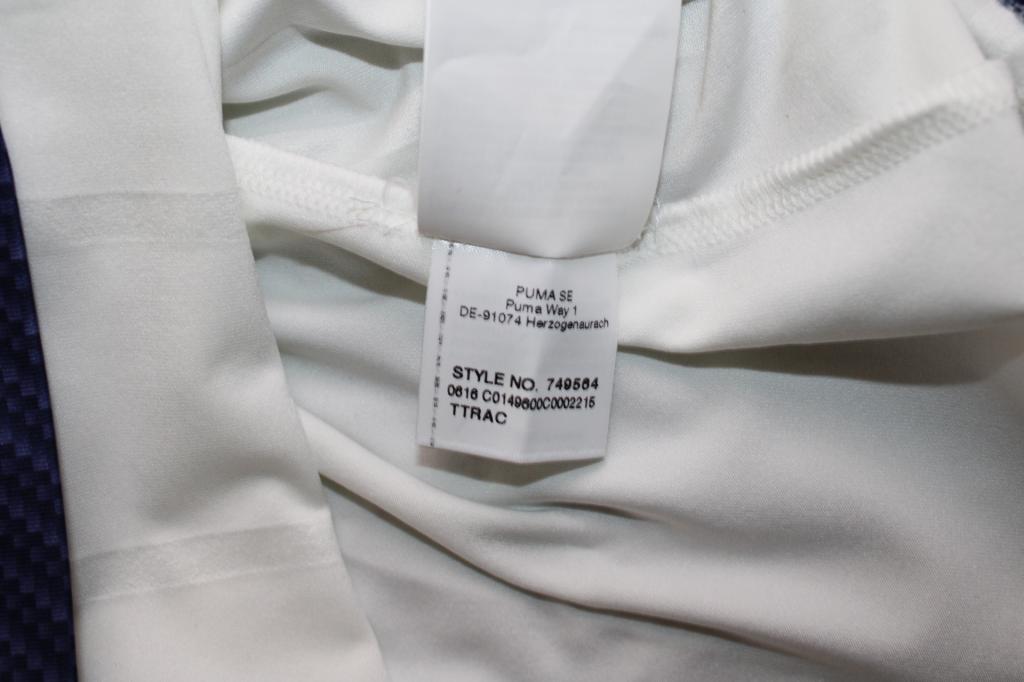 PUMA SE
Puma Way 1
DE-91074 Herzogenaurach
STYLE NO. 749564
0616 C0149600C0002215
TTRAC